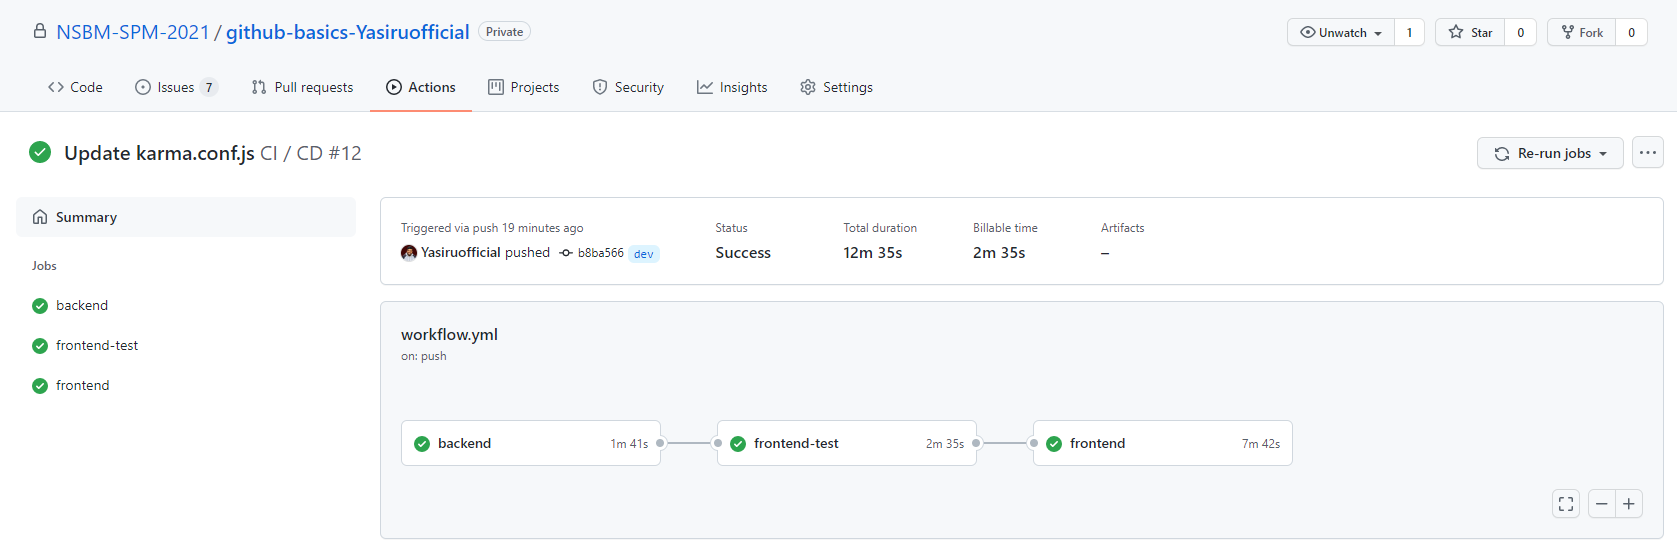 NSBM-SPM-2021 / github-basics-Yasiruofficial Private
Unwatch 1 Star 0 Fork 0
Code Issues 7 Pull requests Actions Projects Security Insights Settings
Update karma.conf.js CI / CD #12
Re-run jobs
Summary
Jobs
backend
frontend-test
frontend
Triggered via push 19 minutes ago
Yasiruofficial pushed b8ba566 dev
Status
Success
Total duration
12m 35s
Billable time
2m 35s
Artifacts
–
workflow.yml
on: push
backend 1m 41s
frontend-test 2m 35s
frontend 7m 42s